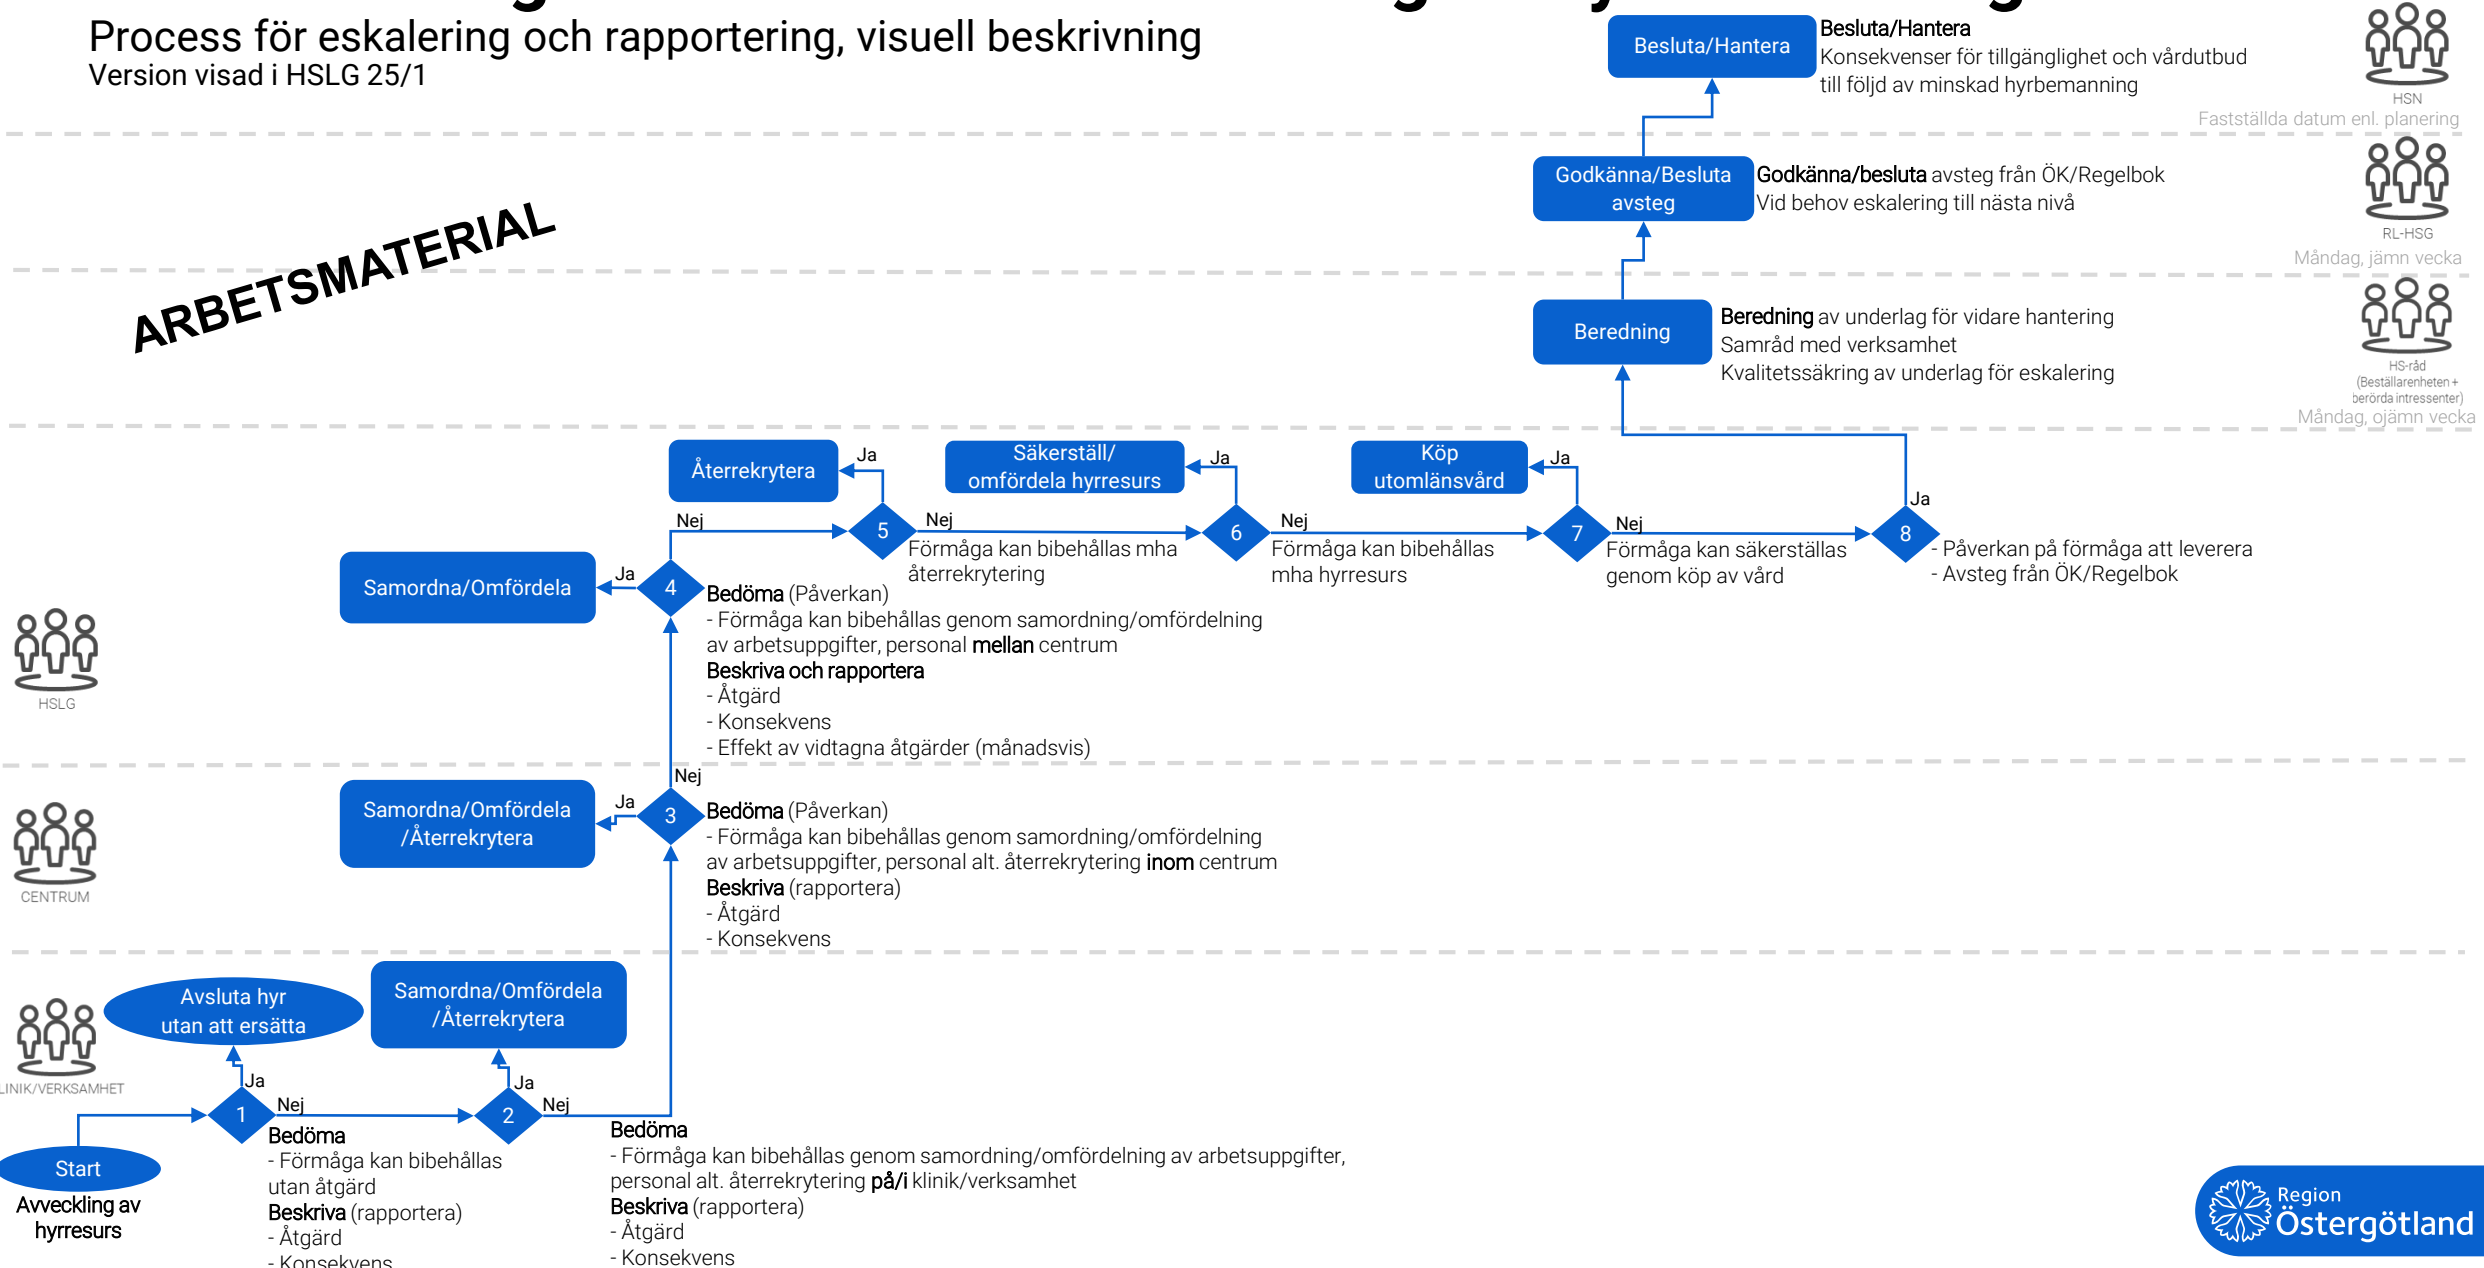 Process för eskalering och rapportering, visuell beskrivning
Version visad i HSLG 25/1
Besluta/Hantera
Besluta/Hantera
Konsekvenser för tillgänglighet och vårdutbud
till följd av minskad hyrbemanning
HSN
Fastställda datum enl. planering
Godkänna/Besluta
avsteg
Godkänna/besluta avsteg från ÖK/Regelbok
Vid behov eskalering till nästa nivå
RL-HSG
Måndag, jämn vecka
ARBETSMATERIAL
Beredning
Beredning av underlag för vidare hantering
Samråd med verksamhet
Kvalitetssäkring av underlag för eskalering
HS-råd
(Beställarenheten +
berörda intressenter)
Måndag, ojämn vecka
Återrekrytera
Ja
Säkerställ/
omfördela hyrresurs
Ja
Köp
utomlänsvård
Ja
Ja
Nej
5
Nej
Förmåga kan bibehållas mha
återrekrytering
6
Nej
Förmåga kan bibehållas
mha hyrresurs
7
Nej
Förmåga kan säkerställas
genom köp av vård
8
- Påverkan på förmåga att leverera
- Avsteg från ÖK/Regelbok
Samordna/Omfördela
Ja
4
Bedöma (Påverkan)
- Förmåga kan bibehållas genom samordning/omfördelning
av arbetsuppgifter, personal mellan centrum
Beskriva och rapportera
- Åtgärd
- Konsekvens
- Effekt av vidtagna åtgärder (månadsvis)
HSLG
Nej
Samordna/Omfördela
/Återrekrytera
Ja
3
Bedöma (Påverkan)
- Förmåga kan bibehållas genom samordning/omfördelning
av arbetsuppgifter, personal alt. återrekrytering inom centrum
Beskriva (rapportera)
- Åtgärd
- Konsekvens
CENTRUM
Avsluta hyr
utan att ersätta
Samordna/Omfördela
/Återrekrytera
LINIK/VERKSAMHET
Ja
1
Nej
Ja
2
Nej
Start
Avveckling av
hyrresurs
Bedöma
- Förmåga kan bibehållas
utan åtgärd
Beskriva (rapportera)
- Åtgärd
- Konsekvens
Bedöma
- Förmåga kan bibehållas genom samordning/omfördelning av arbetsuppgifter,
personal alt. återrekrytering på/i klinik/verksamhet
Beskriva (rapportera)
- Åtgärd
- Konsekvens
Region
Östergötland